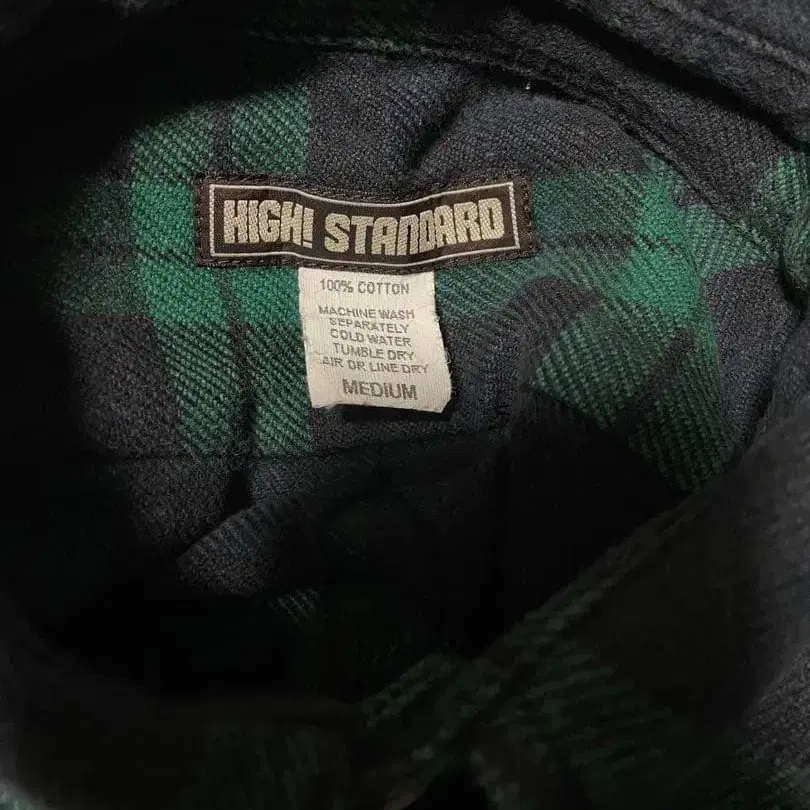 HIGH! STANDARD
100% COTTON
MACHINE WASH
SEPARATELY
COLD WATER
TUMBLE DRY
AIR OR LINE DRY
MEDIUM